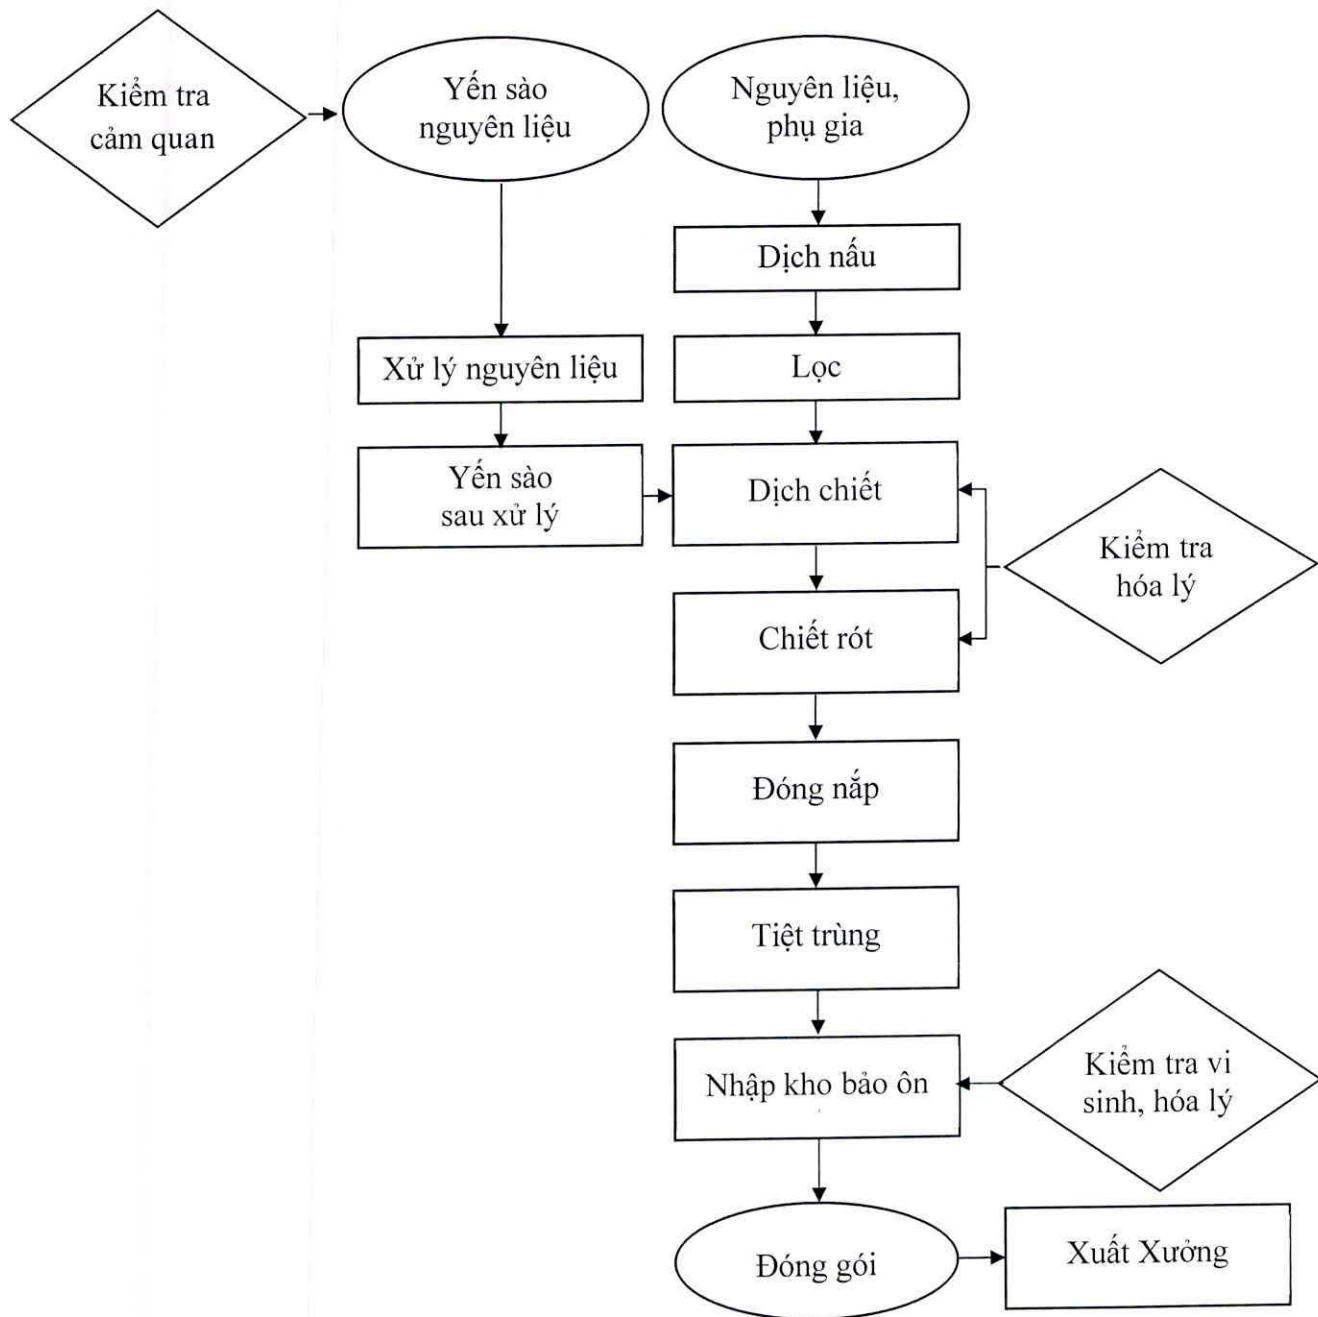 Kiểm tra
cảm quan
Yến sào
nguyên liệu
Nguyên liệu,
phụ gia
Dịch nấu
Xử lý nguyên liệu
Lọc
Yến sào
sau xử lý
Dịch chiết
Kiểm tra
hóa lý
Chiết rót
Đóng nắp
Tiệt trùng
Nhập kho bảo ôn
Kiểm tra vi
sinh, hóa lý
Đóng gói
Xuất Xưởng